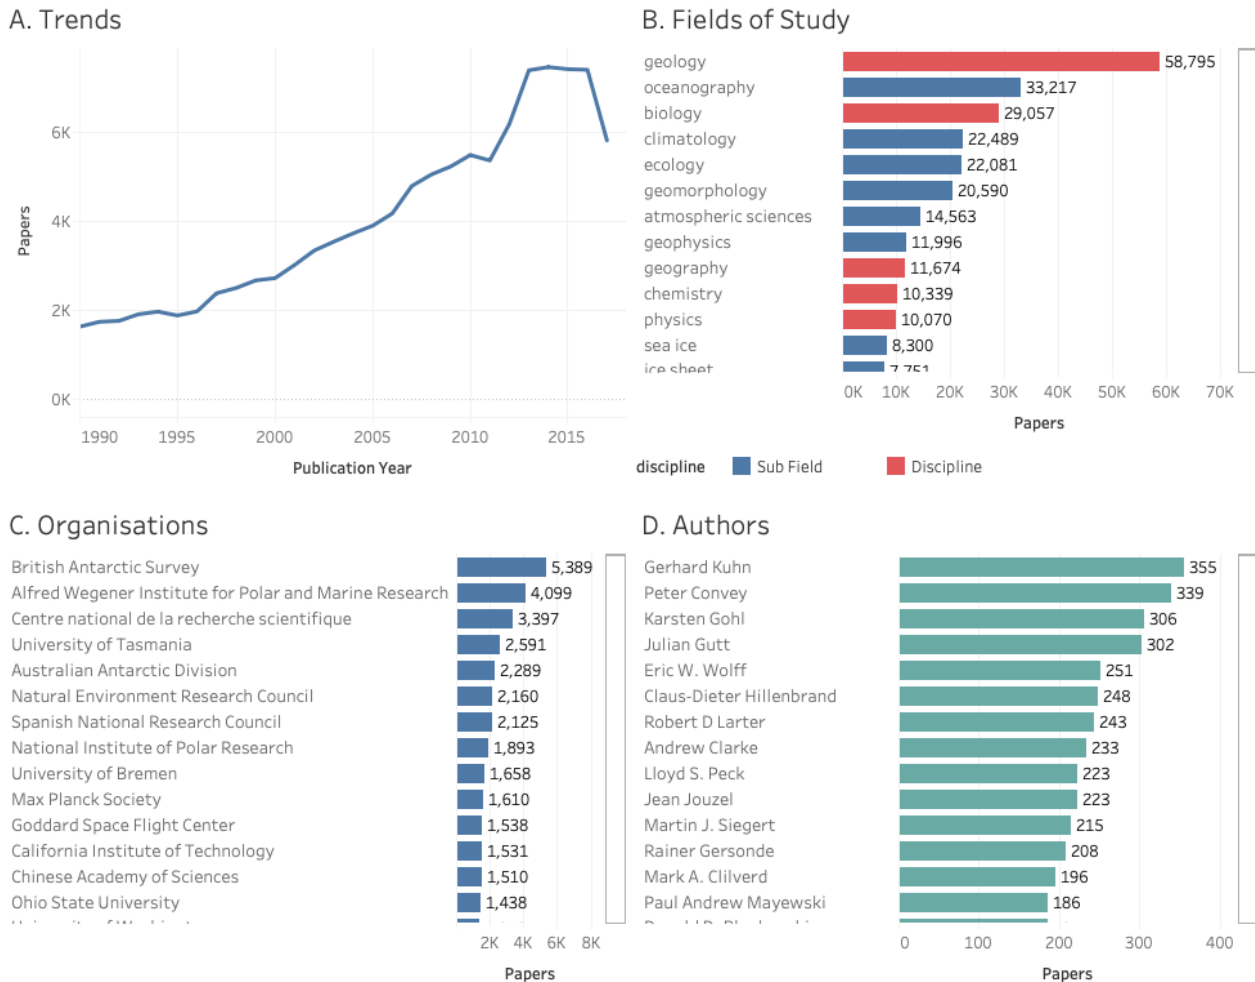 A. Trends
6K
4K
2K
0K
Papers
1990 1995 2000 2005 2010 2015
Publication Year
B. Fields of Study
geology 58,795
oceanography 33,217
biology 29,057
climatology 22,489
ecology 22,081
geomorphology 20,590
atmospheric sciences 14,563
geophysics 11,996
geography 11,674
chemistry 10,339
physics 10,070
sea ice 8,300
ice sheet 7,751
0K 10K 20K 30K 40K 50K 60K 70K
Papers
discipline Sub Field Discipline
C. Organisations
British Antarctic Survey 5,389
Alfred Wegener Institute for Polar and Marine Research 4,099
Centre national de la recherche scientifique 3,397
University of Tasmania 2,591
Australian Antarctic Division 2,289
Natural Environment Research Council 2,160
Spanish National Research Council 2,125
National Institute of Polar Research 1,893
University of Bremen 1,658
Max Planck Society 1,610
Goddard Space Flight Center 1,538
California Institute of Technology 1,531
Chinese Academy of Sciences 1,510
Ohio State University 1,438
2K 4K 6K 8K
Papers
D. Authors
Gerhard Kuhn 355
Peter Convey 339
Karsten Gohl 306
Julian Gutt 302
Eric W. Wolff 251
Claus-Dieter Hillenbrand 248
Robert D Larter 243
Andrew Clarke 233
Lloyd S. Peck 223
Jean Jouzel 223
Martin J. Siegert 215
Rainer Gersonde 208
Mark A. Clilverd 196
Paul Andrew Mayewski 186
0 100 200 300 400
Papers